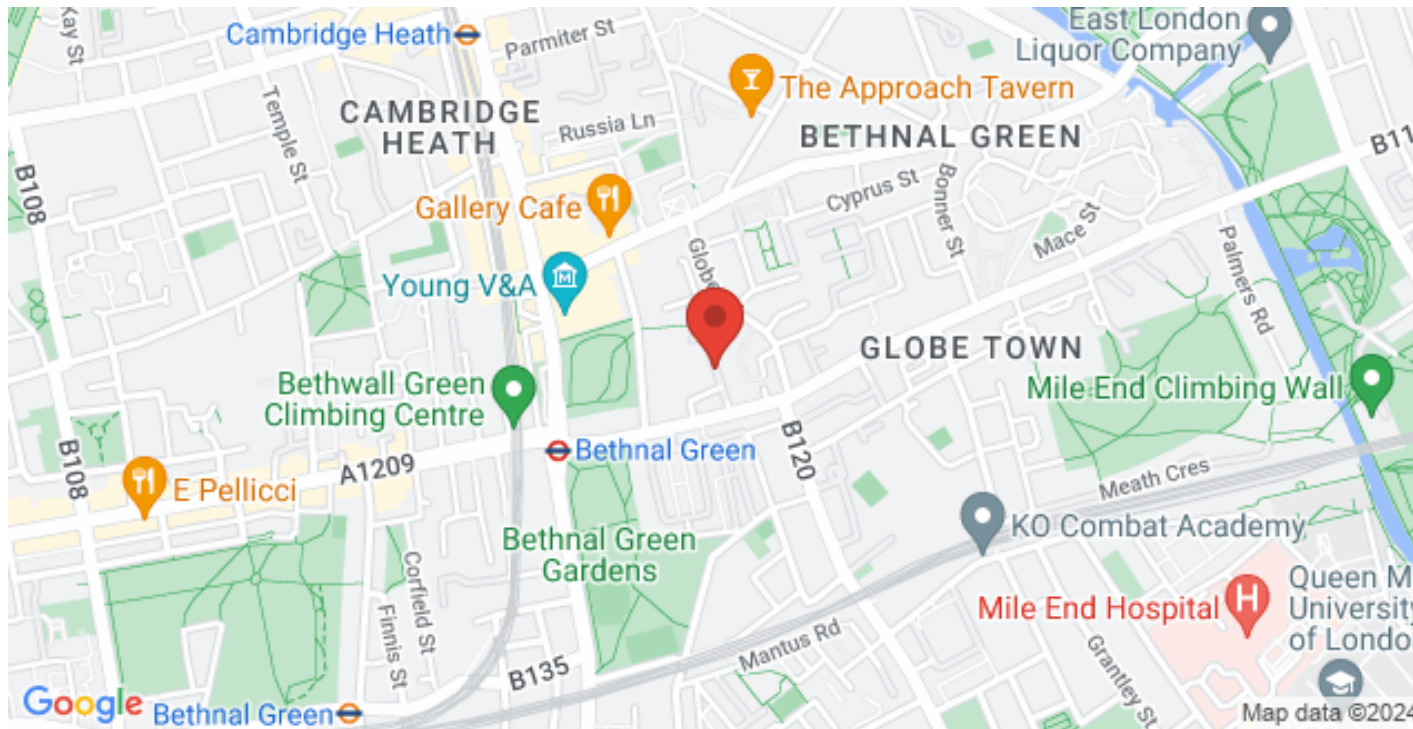 Kay St
Cambridge Heath
Parmiter St
East London
Liquor Company
The Approach Tavern
CAMBRIDGE
HEATH
Temple St
Russia Ln
BETHNAL GREEN
B11
B108
Gallery Cafe
Cyprus St
Bonner St
Mace St
Palmers Rd
Globe
Young V&A
GLOBE TOWN
Bethwall Green
Climbing Centre
Mile End Climbing Wall
Bethnal Green
B120
B108
A1209
E Pellicci
Meath Cres
KO Combat Academy
Bethnal Green
Gardens
Corfield St
Finnis St
Mile End Hospital
H
Queen M
University
of Londo
Mantus Rd
Grantley St
B135
Google
Bethnal Green
Map data ©2024